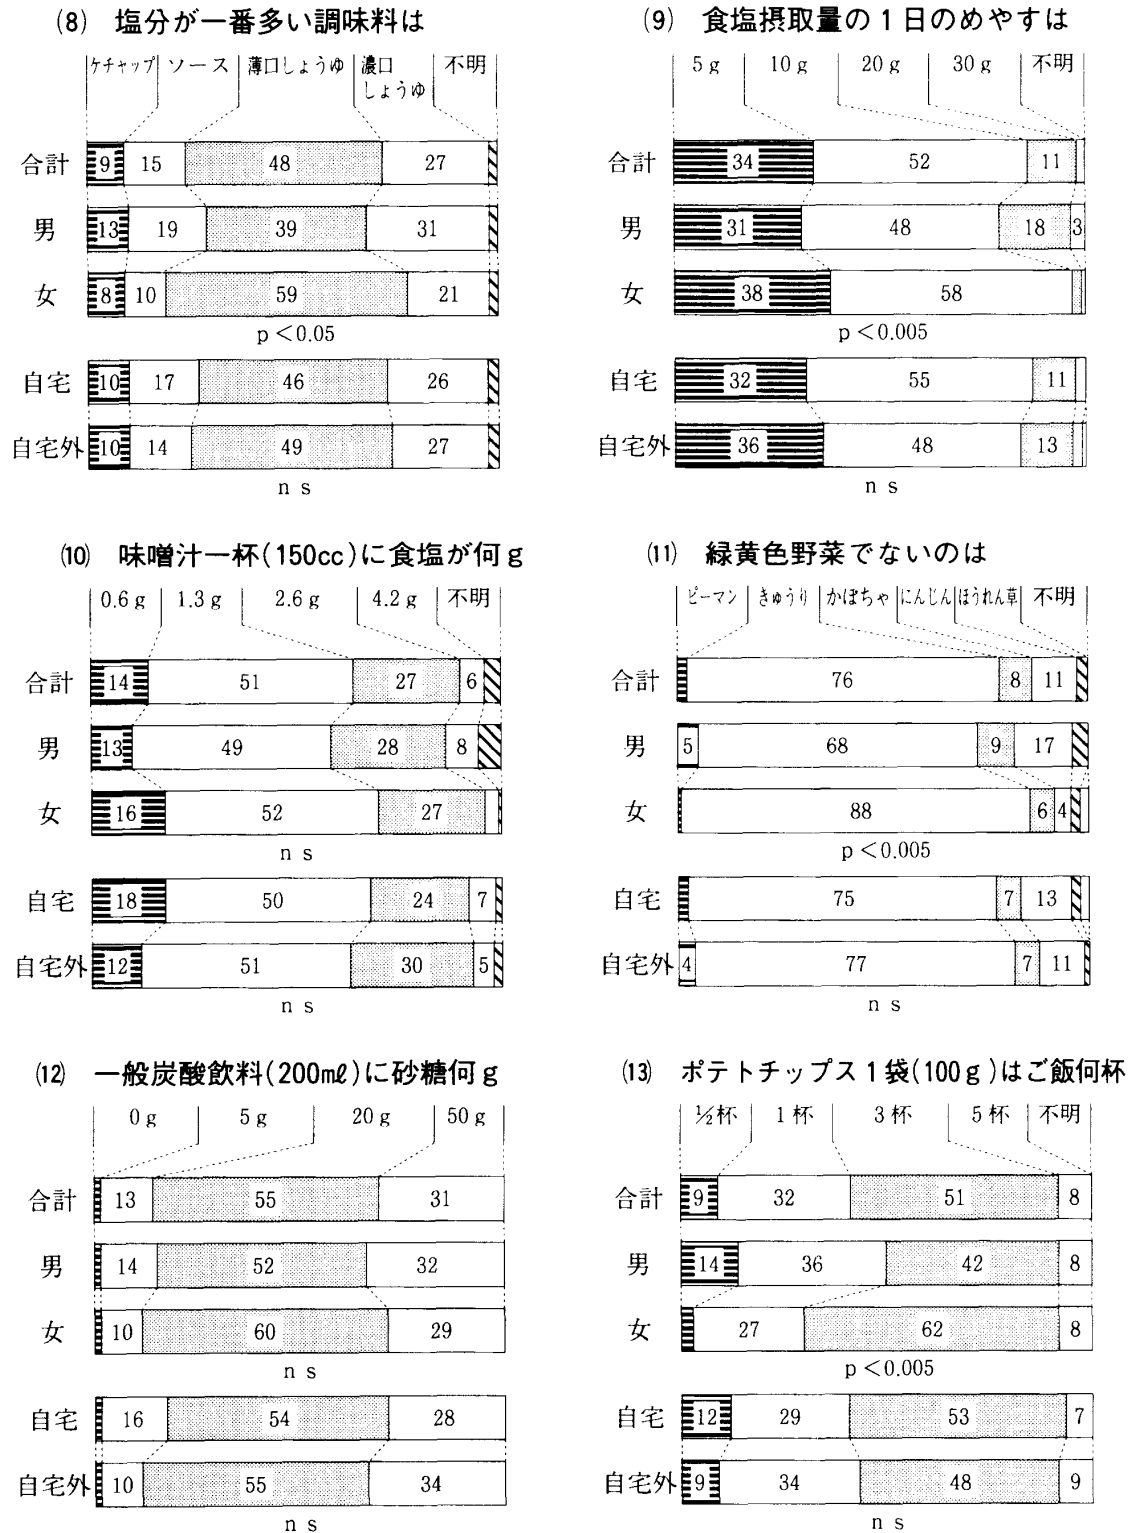 (8) 塩分が一番多い調味料は
ケチャップ ソース 薄口しょうゆ 濃口しょうゆ 不明
合計 9 15 48 27
男 13 19 39 31
女 8 10 59 21
p<0.05
自宅 10 17 46 26
自宅外 10 14 49 27
n s
(9) 食塩摂取量の1日のめやすは
5g 10g 20g 30g 不明
合計 34 52 11
男 31 48 18 3
女 38 58
p<0.005
自宅 32 55 11
自宅外 36 48 13
n s
(10) 味噌汁一杯(150cc)に食塩が何g
0.6g 1.3g 2.6g 4.2g 不明
合計 14 51 27 6
男 13 49 28 8
女 16 52 27
n s
自宅 18 50 24 7
自宅外 12 51 30 5
n s
(11) 緑黄色野菜でないのは
ピーマン きゅうり かぼちゃ にんじん ほうれん草 不明
合計 76 8 11
男 5 68 9 17
女 88 6 4
p<0.005
自宅 75 7 13
自宅外 4 77 7 11
n s
(12) 一般炭酸飲料(200mℓ)に砂糖何g
0g 5g 20g 50g
合計 13 55 31
男 14 52 32
女 10 60 29
n s
自宅 16 54 28
自宅外 10 55 34
n s
(13) ポテトチップス1袋(100g)はご飯何杯
½杯 1杯 3杯 5杯 不明
合計 9 32 51 8
男 14 36 42 8
女 27 62 8
p<0.005
自宅 12 29 53 7
自宅外 9 34 48 9
n s